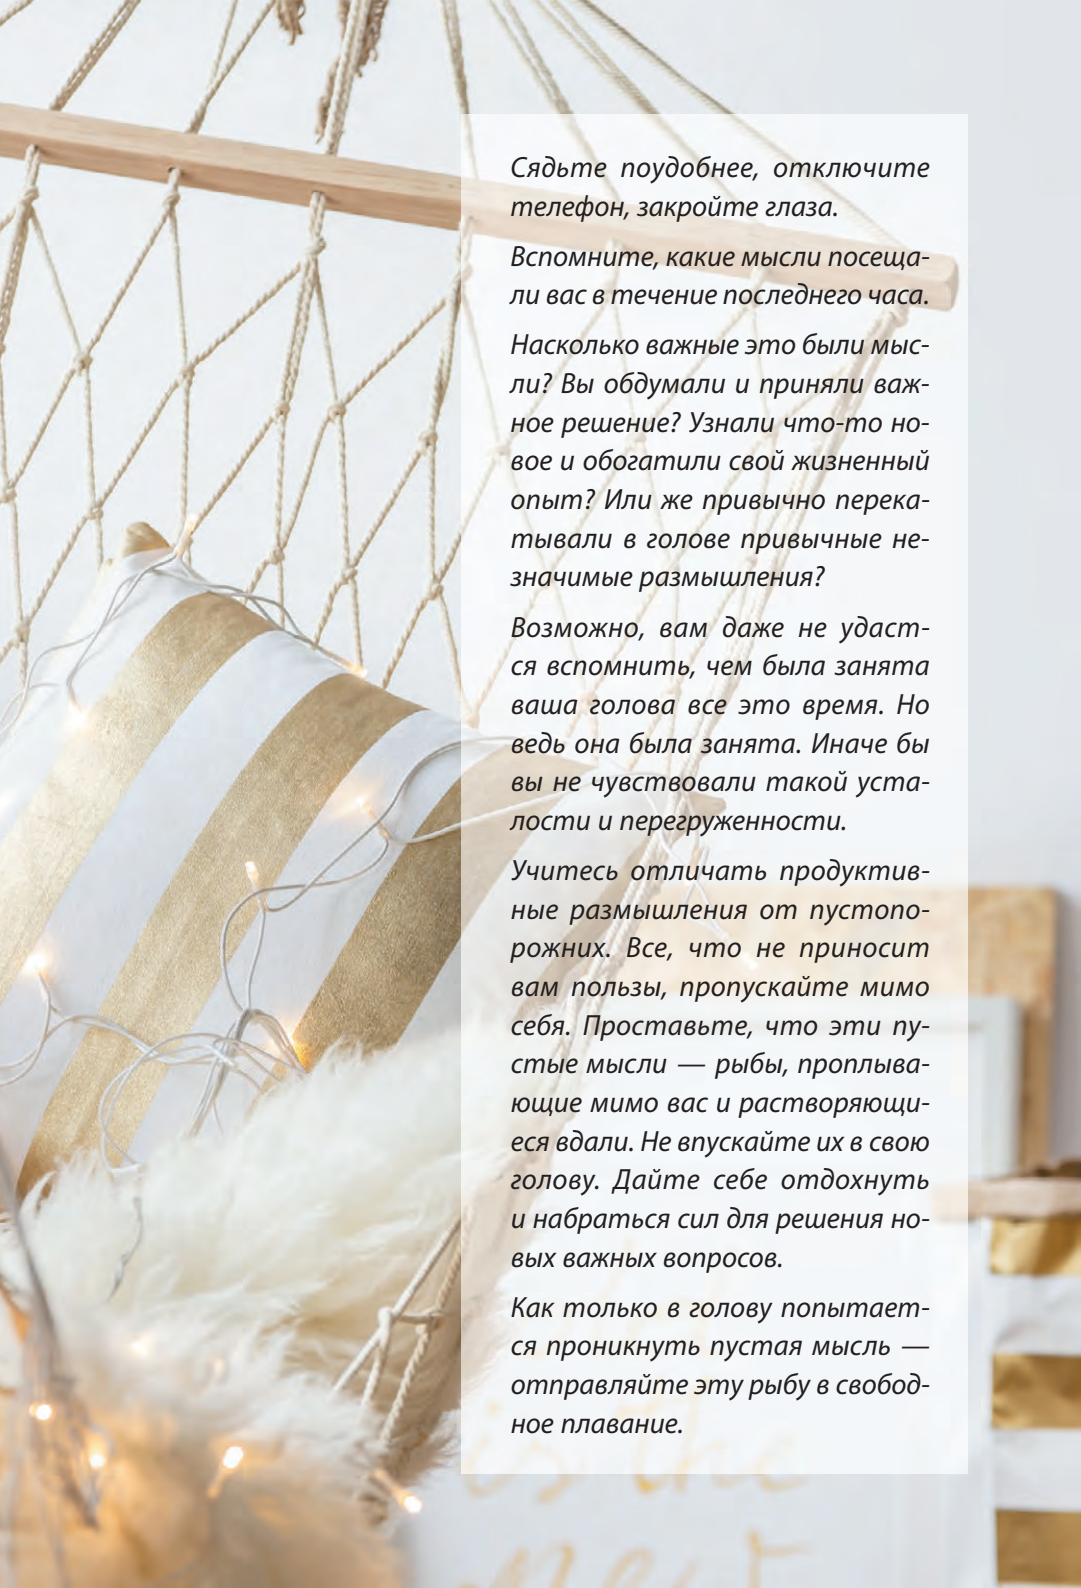 Сядьте поудобнее, отключите
телефон, закройте глаза.
Вспомните, какие мысли посеща-
ли вас в течение последнего часа.
Насколько важные это были мыс-
ли? Вы обдумали и приняли важ-
ное решение? Узнали что-то но-
вое и обогатили свой жизненный
опыт? Или же привычно перека-
тывали в голове привычные не-
значимые размышления?
Возможно, вам даже не удаст-
ся вспомнить, чем была занята
ваша голова все это время. Но
ведь она была занята. Иначе бы
вы не чувствовали такой уста-
лости и перегруженности.
Учитесь отличать продуктив-
ные размышления от пустопо-
рожних. Все, что не приносит
вам пользы, пропускайте мимо
себя. Проставьте, что эти пу-
стые мысли — рыбы, проплыва-
ющие мимо вас и растворяющи-
еся вдали. Не впускайте их в свою
голову. Дайте себе отдохнуть
и набраться сил для решения но-
вых важных вопросов.
Как только в голову попытает-
ся проникнуть пустая мысль —
отправляйте эту рыбу в свобод-
ное плавание.
is the